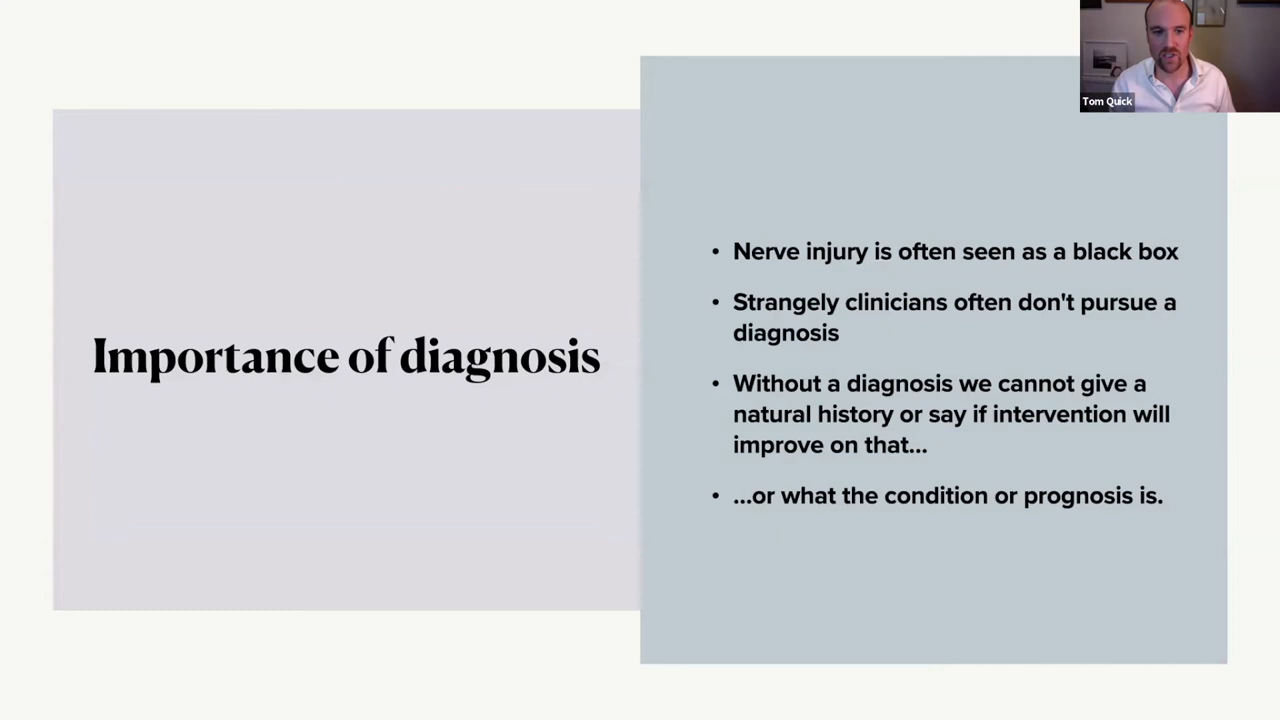 Tom Quick
Importance of diagnosis
• Nerve injury is often seen as a black box
• Strangely clinicians often don't pursue a
diagnosis
• Without a diagnosis we cannot give a
natural history or say if intervention will
improve on that...
• ...or what the condition or prognosis is.